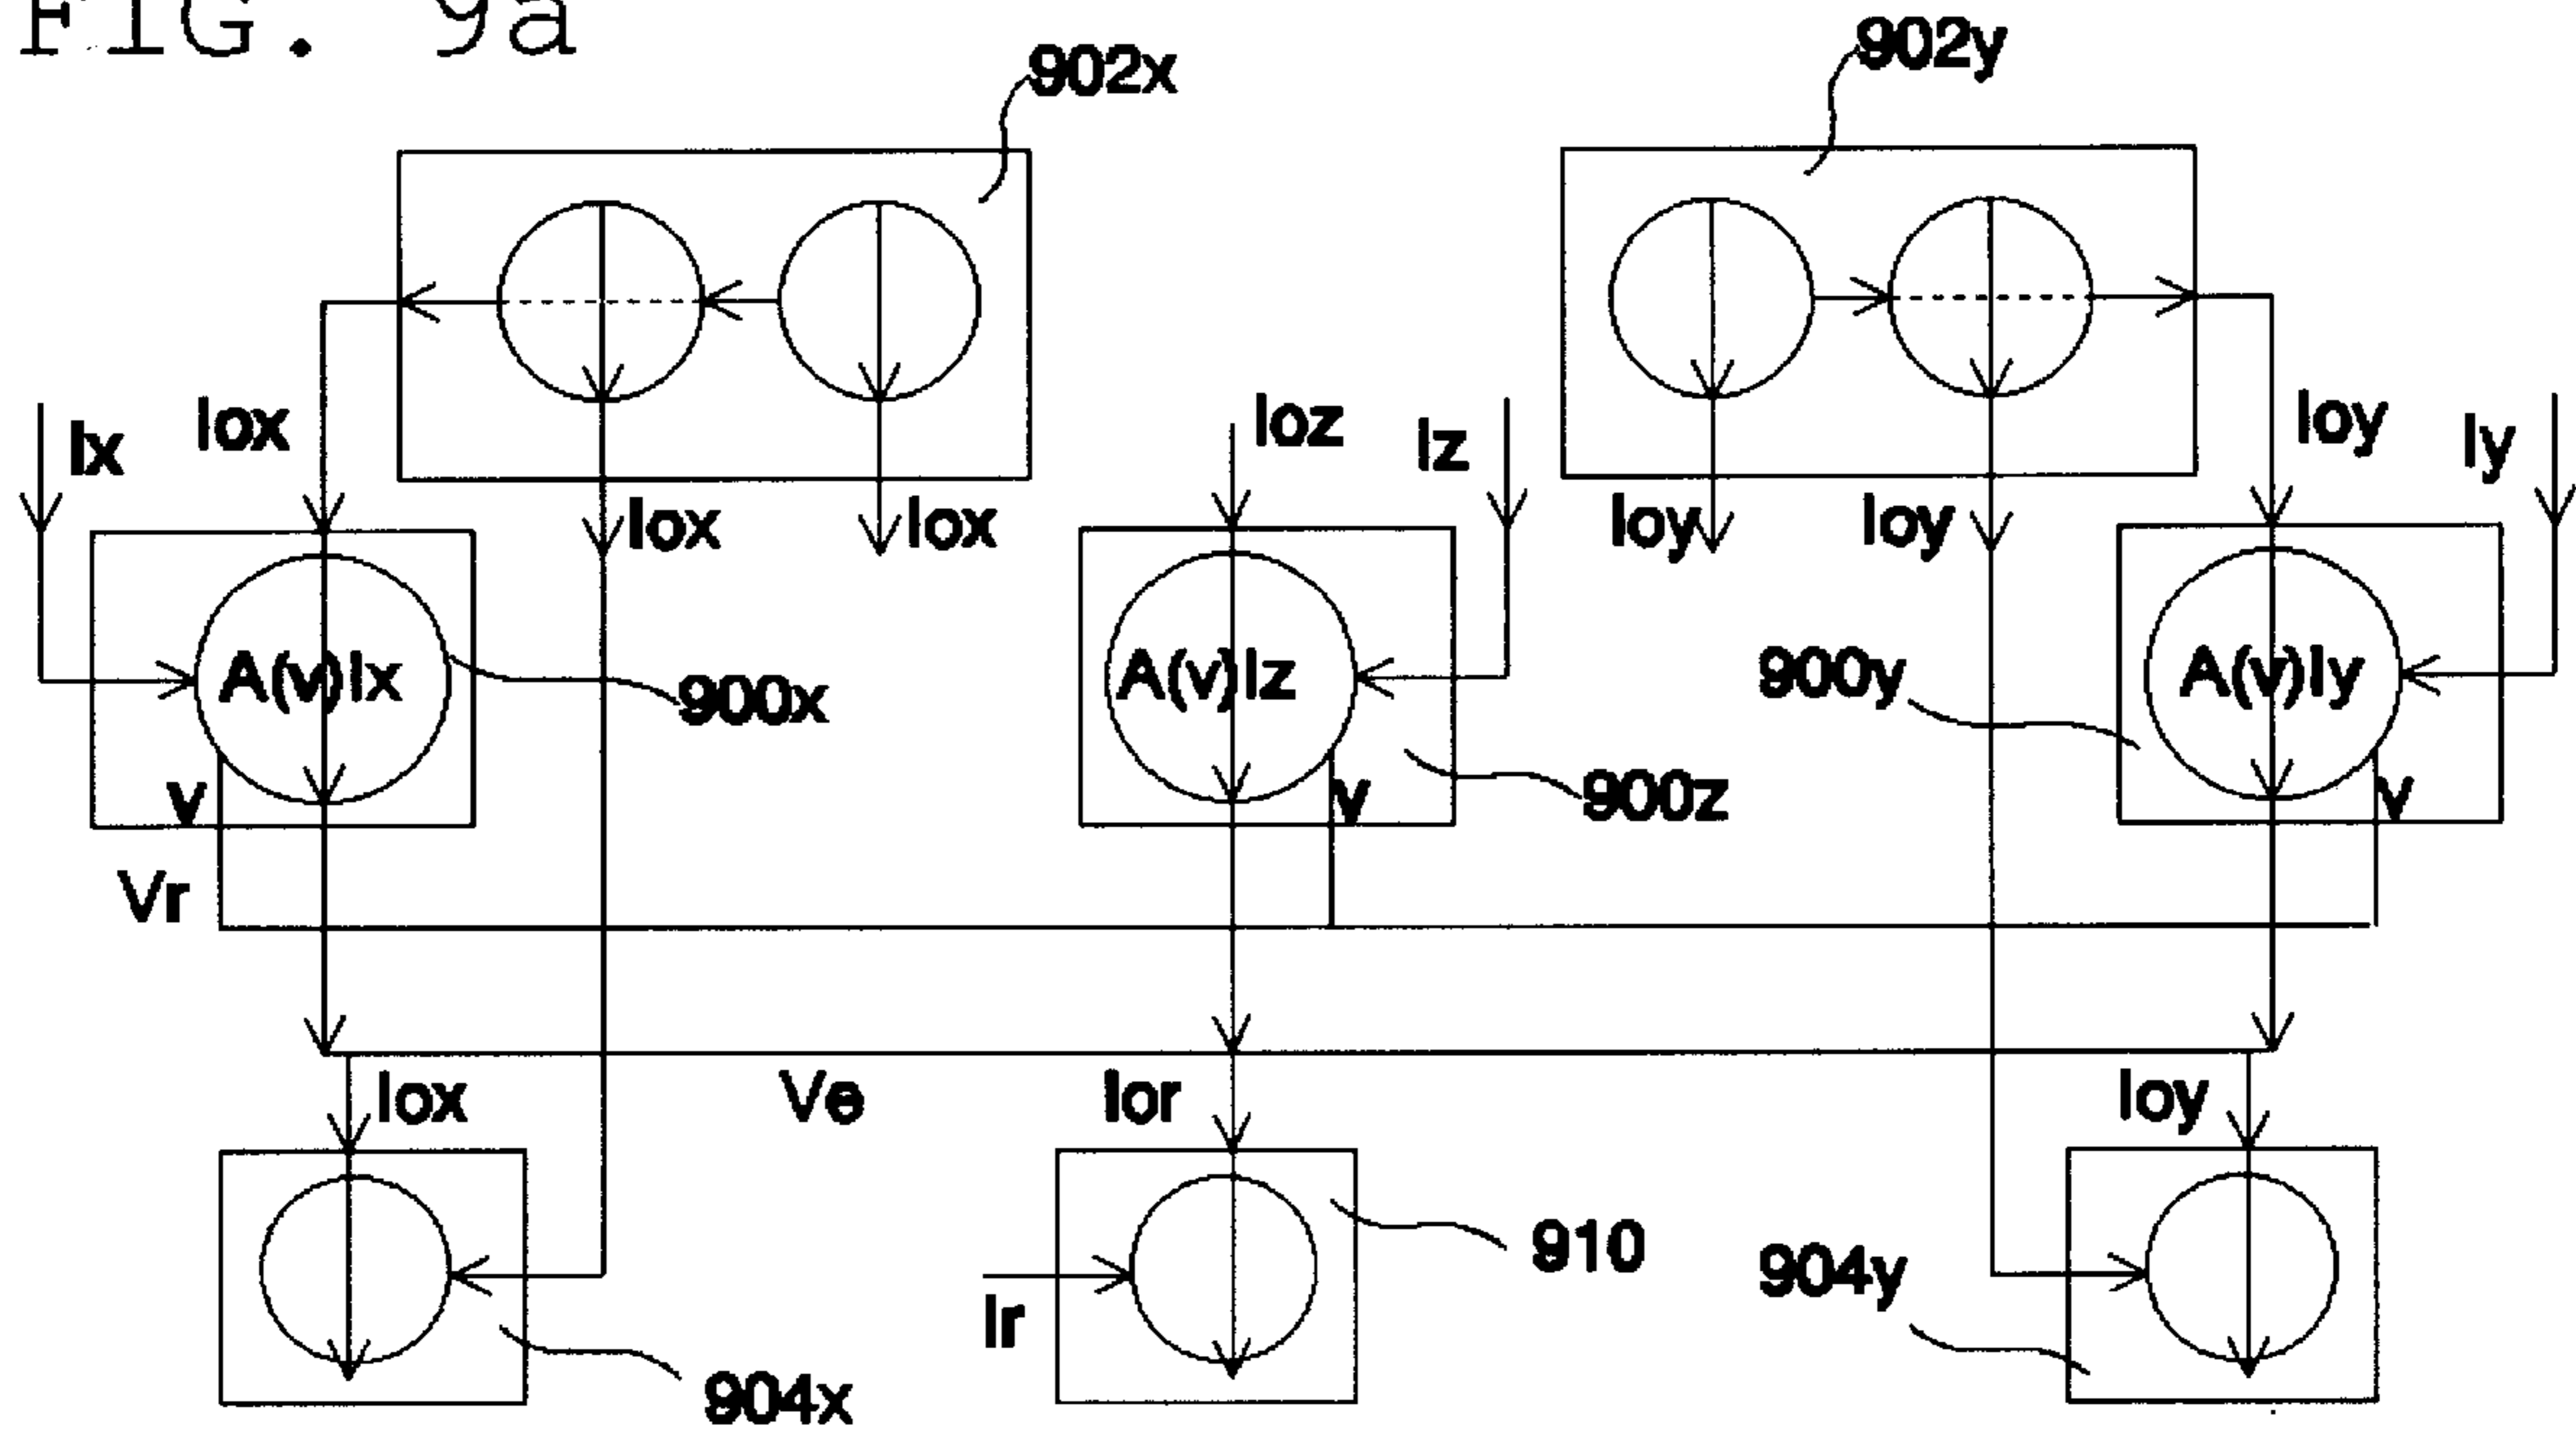 FIG. 9a
902x
902y
Ix
Iox
Ioz
Iz
Ioy
Iy
Iox
Iox
Ioy
Ioy
A(v)Ix
900x
A(v)Iz
900y
A(v)Iy
v
v
900z
v
Vr
Iox
Ve
Ior
Ioy
910
904y
Ir
904x